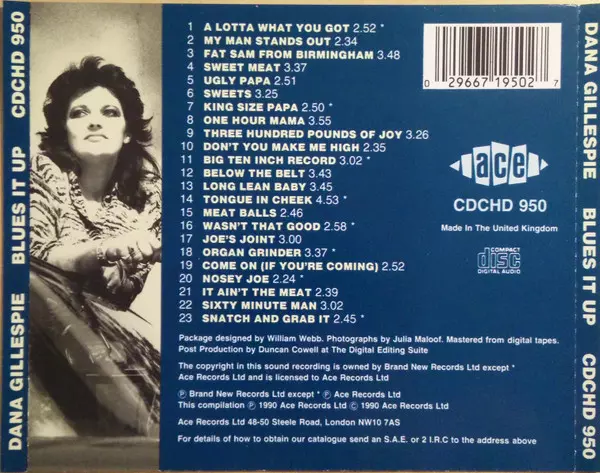 DANA GILLESPIE BLUES IT UP CDCHD 950
1 A LOTTA WHAT YOU GOT 2.52 *
2 MY MAN STANDS OUT 2.34
3 FAT SAM FROM BIRMINGHAM 3.48
4 SWEET MEAT 3.37
5 UGLY PAPA 2.51
6 SWEETS 3.25
7 KING SIZE PAPA 2.50 *
8 ONE HOUR MAMA 3.55
9 THREE HUNDRED POUNDS OF JOY 3.26
10 DON'T YOU MAKE ME HIGH 2.35
11 BIG TEN INCH RECORD 3.02 *
12 BELOW THE BELT 3.43
13 LONG LEAN BABY 3.45
14 TONGUE IN CHEEK 4.53 *
15 MEAT BALLS 2.46
16 WASN'T THAT GOOD 2.58 *
17 JOE'S JOINT 3.00
18 ORGAN GRINDER 3.37 *
19 COME ON (IF YOU'RE COMING) 2.52
20 NOSEY JOE 2.24 *
21 IT AIN'T THE MEAT 2.39
22 SIXTY MINUTE MAN 3.02
23 SNATCH AND GRAB IT 2.45 *
0 29667 19502 7
ace
CDCHD 950
Made In The United Kingdom
COMPACT
disc
DIGITAL AUDIO
Package designed by William Webb. Photographs by Julia Maloof. Mastered from digital tapes.
Post Production by Duncan Cowell at The Digital Editing Suite
The copyright in this sound recording is owned by Brand New Records Ltd except *
Ace Records Ltd and is licensed to Ace Records Ltd
℗ Brand New Records Ltd except * ℗ Ace Records Ltd
This compilation ℗ 1990 Ace Records Ltd © 1990 Ace Records Ltd
Ace Records Ltd 48-50 Steele Road, London NW10 7AS
For details of how to obtain our catalogue send an S.A.E. or 2 I.R.C to the address above
DANA GILLESPIE BLUES IT UP CDCHD 950